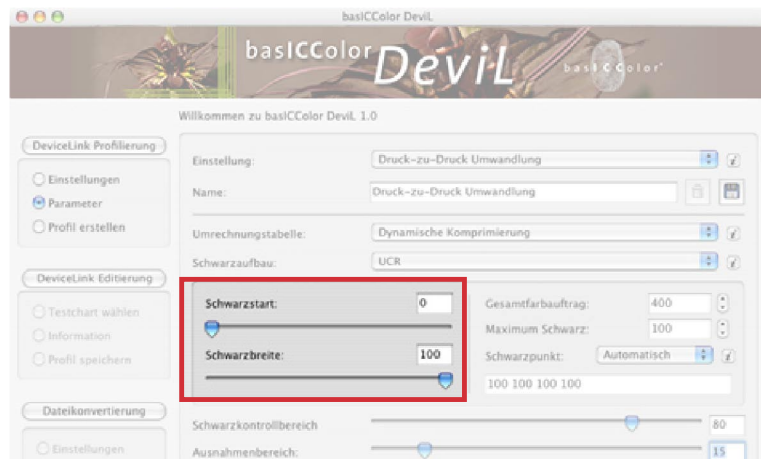 basICColor DeviL
basICColor DeviL basICColor®
Willkommen zu basICColor DeviL 1.0
DeviceLink Profilierung
Einstellungen
Parameter
Profil erstellen
DeviceLink Editierung
Testchart wählen
Information
Profil speichern
Dateikonvertierung
Einstellungen
Einstellung: Druck-zu-Druck Umwandlung
Name: Druck-zu-Druck Umwandlung
Umrechnungstabelle: Dynamische Komprimierung
Schwarzaufbau: UCR
Schwarzstart: 0
Schwarzbreite: 100
Gesamtfarbauftrag: 400
Maximum Schwarz: 100
Schwarzpunkt: Automatisch
100 100 100 100
Schwarzkontrollbereich 80
Ausnahmenbereich: 15